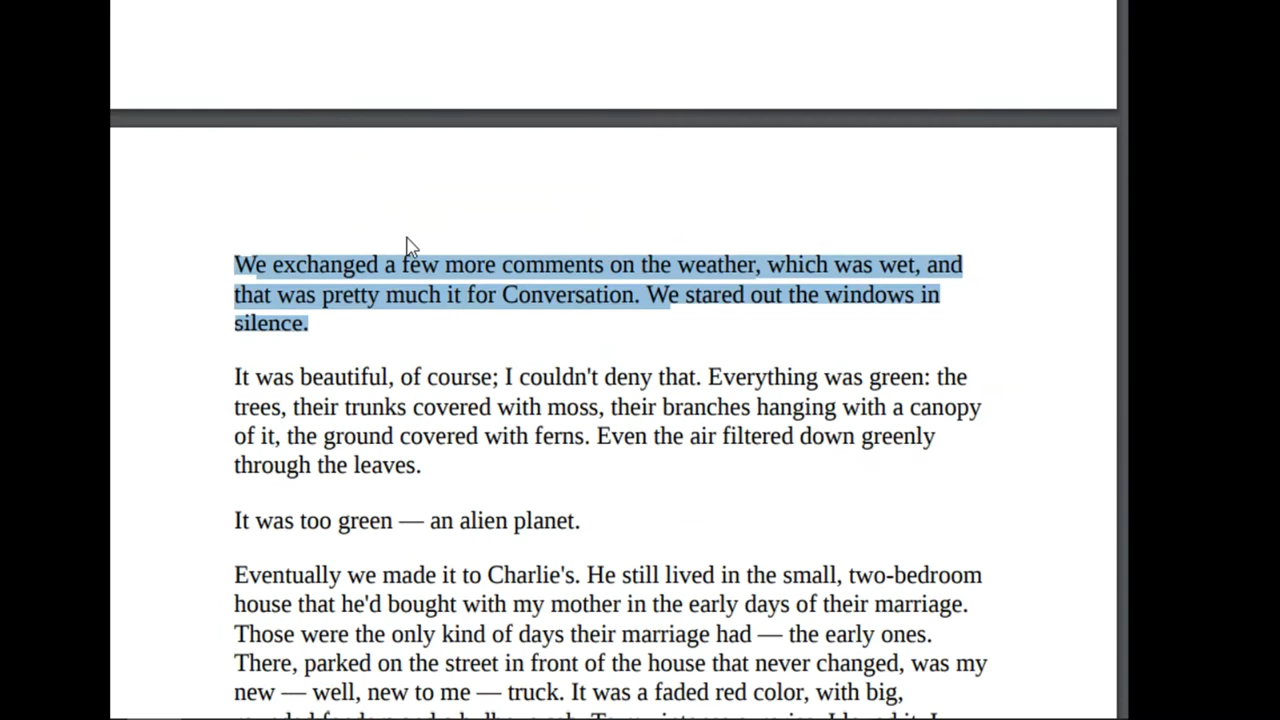 We exchanged a few more comments on the weather, which was wet, and
that was pretty much it for Conversation. We stared out the windows in
silence.
It was beautiful, of course; I couldn't deny that. Everything was green: the
trees, their trunks covered with moss, their branches hanging with a canopy
of it, the ground covered with ferns. Even the air filtered down greenly
through the leaves.
It was too green — an alien planet.
Eventually we made it to Charlie's. He still lived in the small, two-bedroom
house that he'd bought with my mother in the early days of their marriage.
Those were the only kind of days their marriage had — the early ones.
There, parked on the street in front of the house that never changed, was my
new — well, new to me — truck. It was a faded red color, with big,